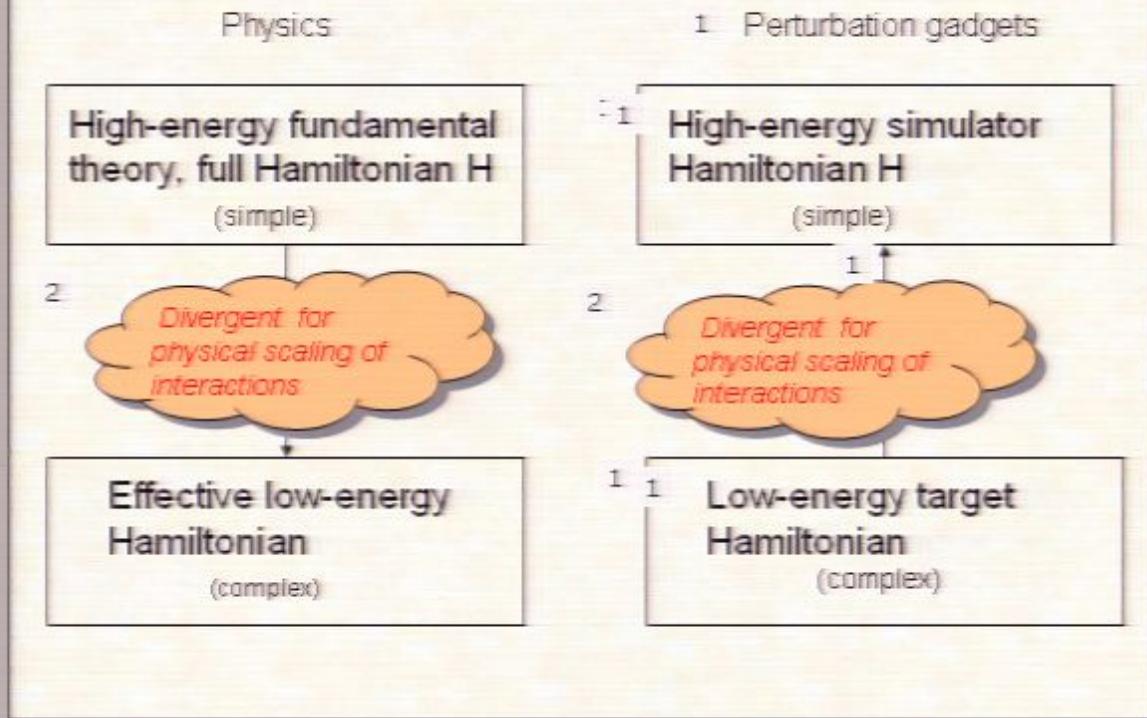 Physics
1 Perturbation gadgets
High-energy fundamental
theory, full Hamiltonian H
(simple)
1
High-energy simulator
Hamiltonian H
(simple)
1
2
Divergent for
physical scaling of
interactions
2
Divergent for
physical scaling of
interactions
Effective low-energy
Hamiltonian
(complex)
1
1
Low-energy target
Hamiltonian
(complex)